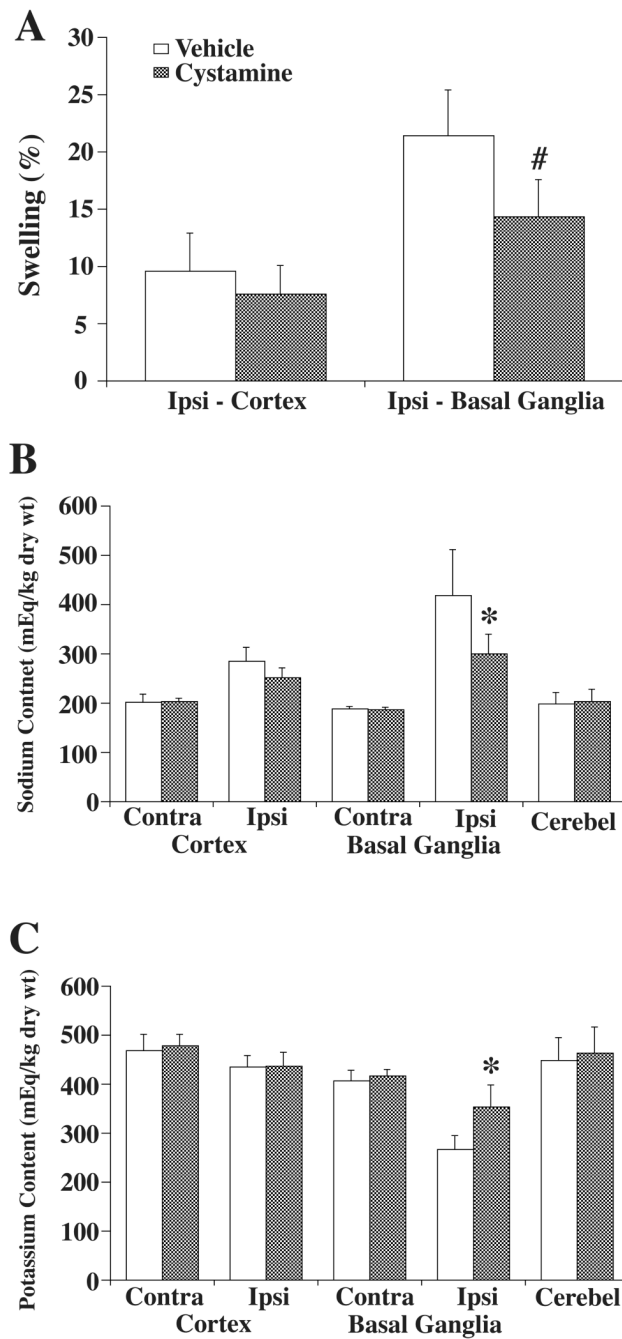 A
30
25
20
15
10
5
0
Swelling (%)
Vehicle
Cystamine
#
Ipsi - Cortex
Ipsi - Basal Ganglia
B
600
500
400
300
200
100
0
Sodium Contnet (mEq/kg dry wt)
*
Contra
Ipsi
Contra
Ipsi
Cerebel
Cortex
Basal Ganglia
C
600
500
400
300
200
100
0
Potassium Content (mEq/kg dry wt)
*
Contra
Ipsi
Contra
Ipsi
Cerebel
Cortex
Basal Ganglia